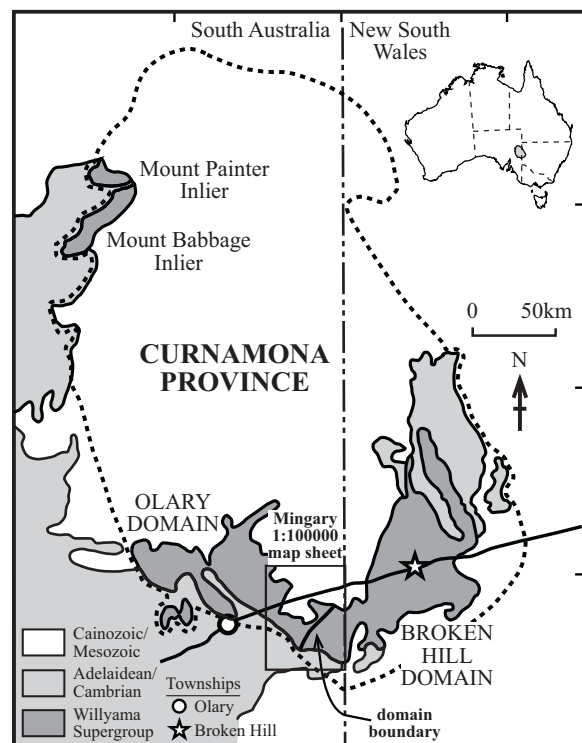 South Australia
New South
Wales
Mount Painter
Inlier
Mount Babbage
Inlier
0 50km
N
CURNAMONA
PROVINCE
OLARY
DOMAIN
Mingary
1:100000
map sheet
BROKEN
HILL
DOMAIN
domain
boundary
Cainozoic/
Mesozoic
Adelaidean/
Cambrian
Willyama
Supergroup
Townships
Olary
Broken Hill